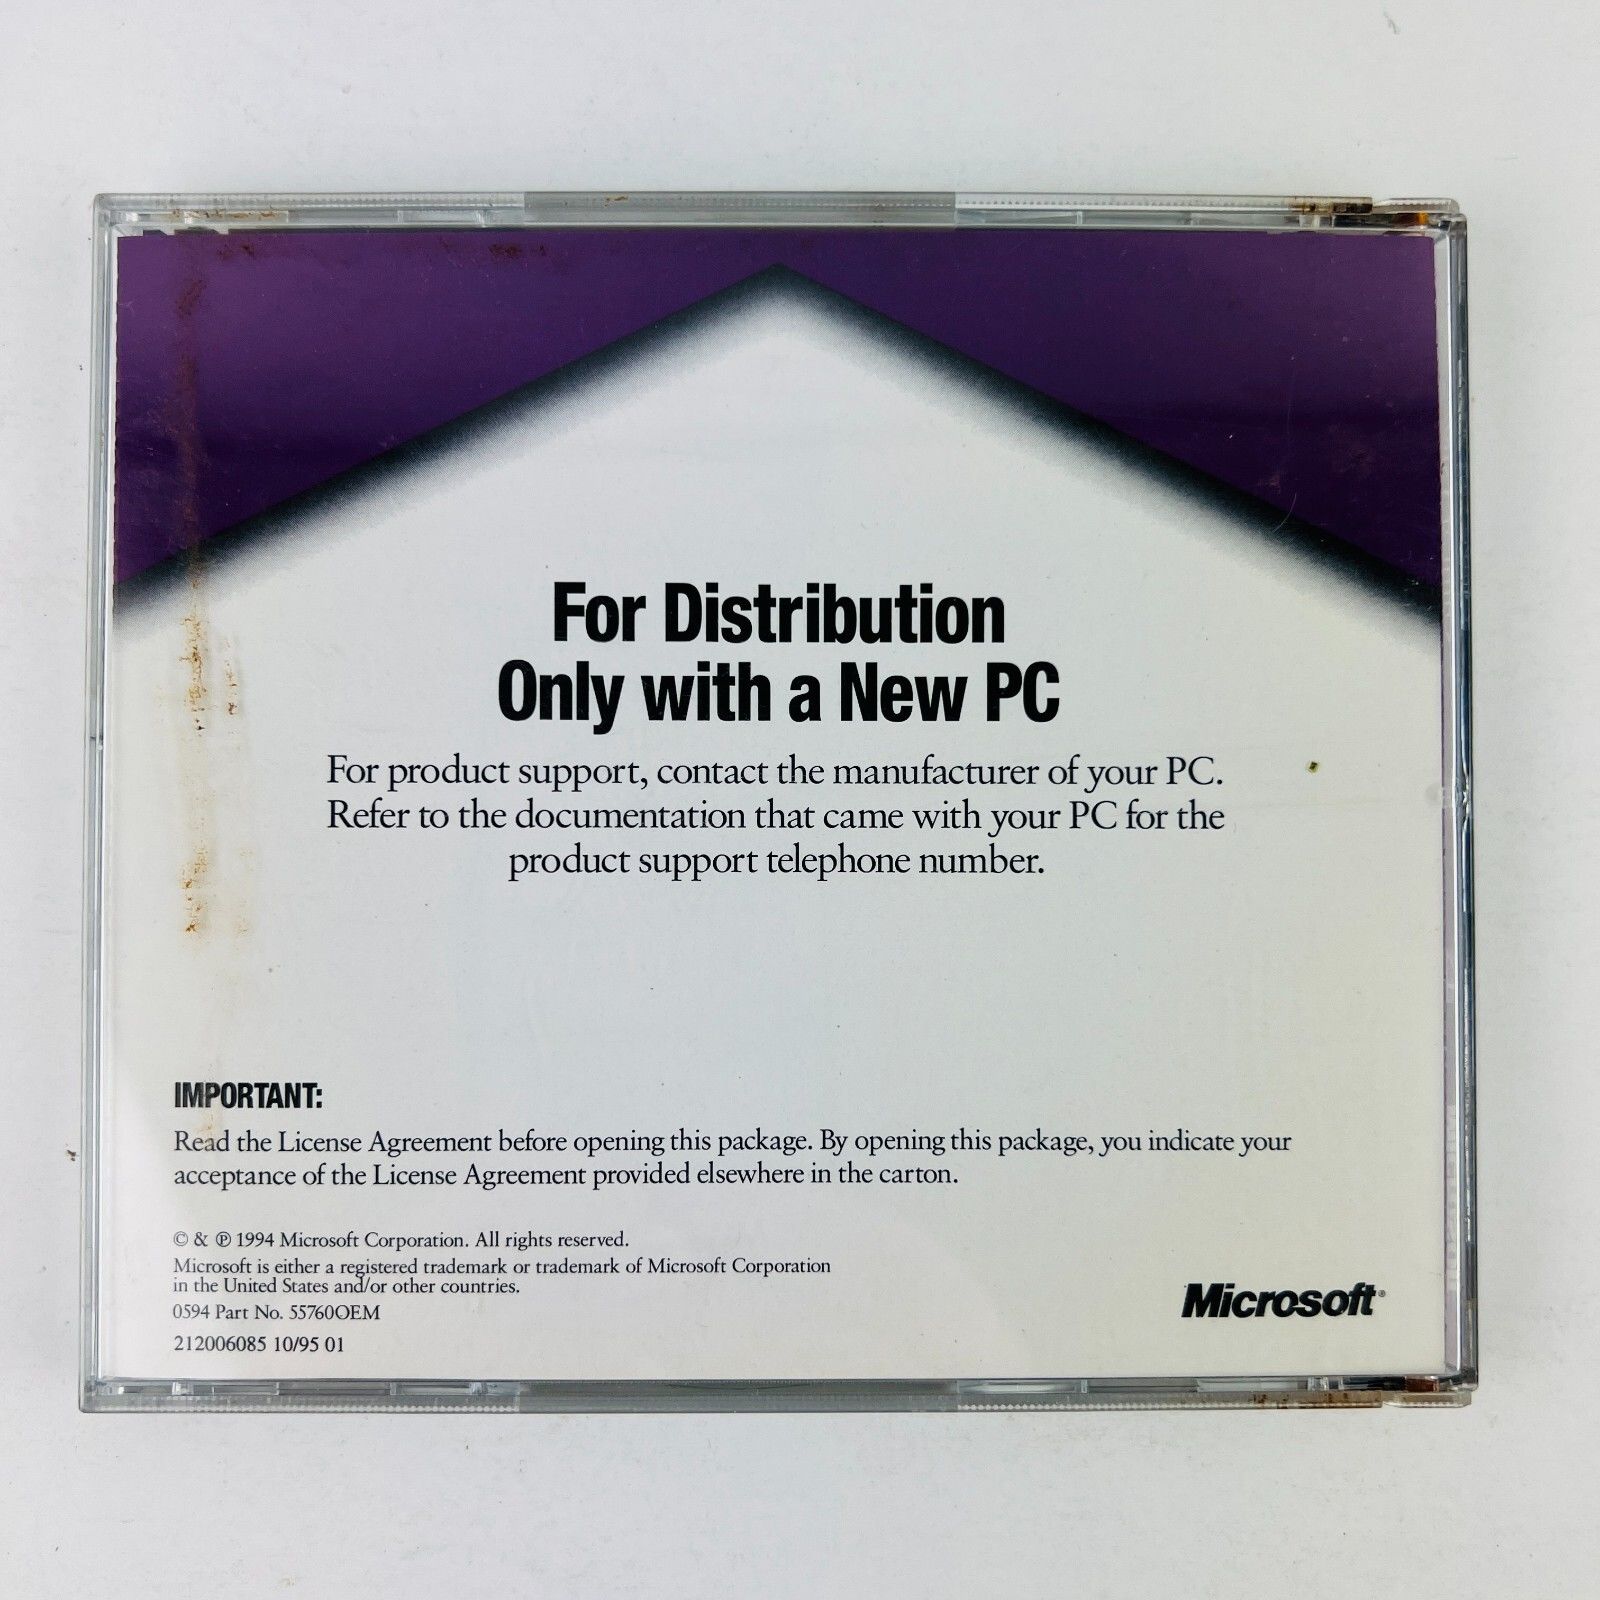 For Distribution
Only with a New PC
For product support, contact the manufacturer of your PC.
Refer to the documentation that came with your PC for the
product support telephone number.
IMPORTANT:
Read the License Agreement before opening this package. By opening this package, you indicate your
acceptance of the License Agreement provided elsewhere in the carton.
© & ℗ 1994 Microsoft Corporation. All rights reserved.
Microsoft is either a registered trademark or trademark of Microsoft Corporation
in the United States and/or other countries.
0594 Part No. 55760OEM
212006085 10/95 01
Microsoft®